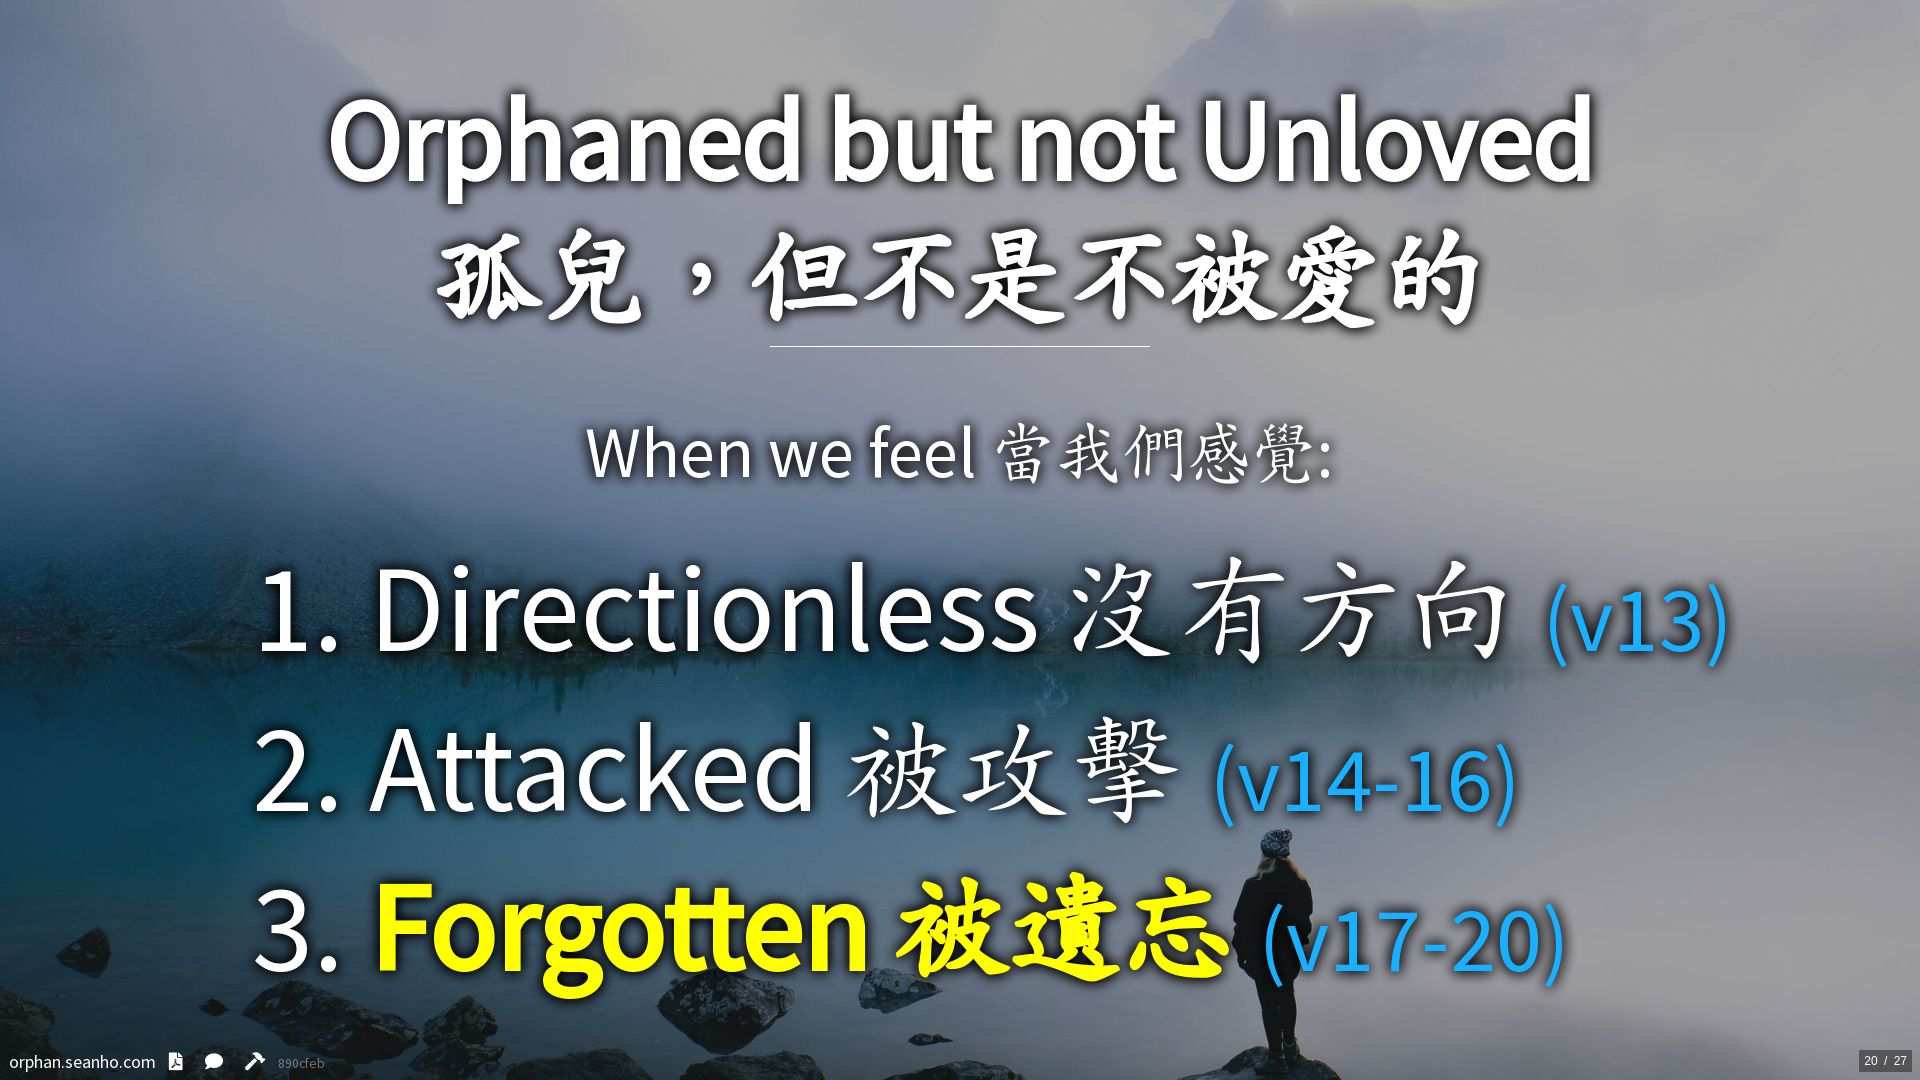 Orphaned but not Unloved
孤兒，但不是不被愛的
When we feel 當我們感覺:
1. Directionless 沒有方向 (v13)
2. Attacked 被攻擊 (v14-16)
3. Forgotten 被遺忘 (v17-20)
orphan.seanho.com 890cfeb
20 / 27